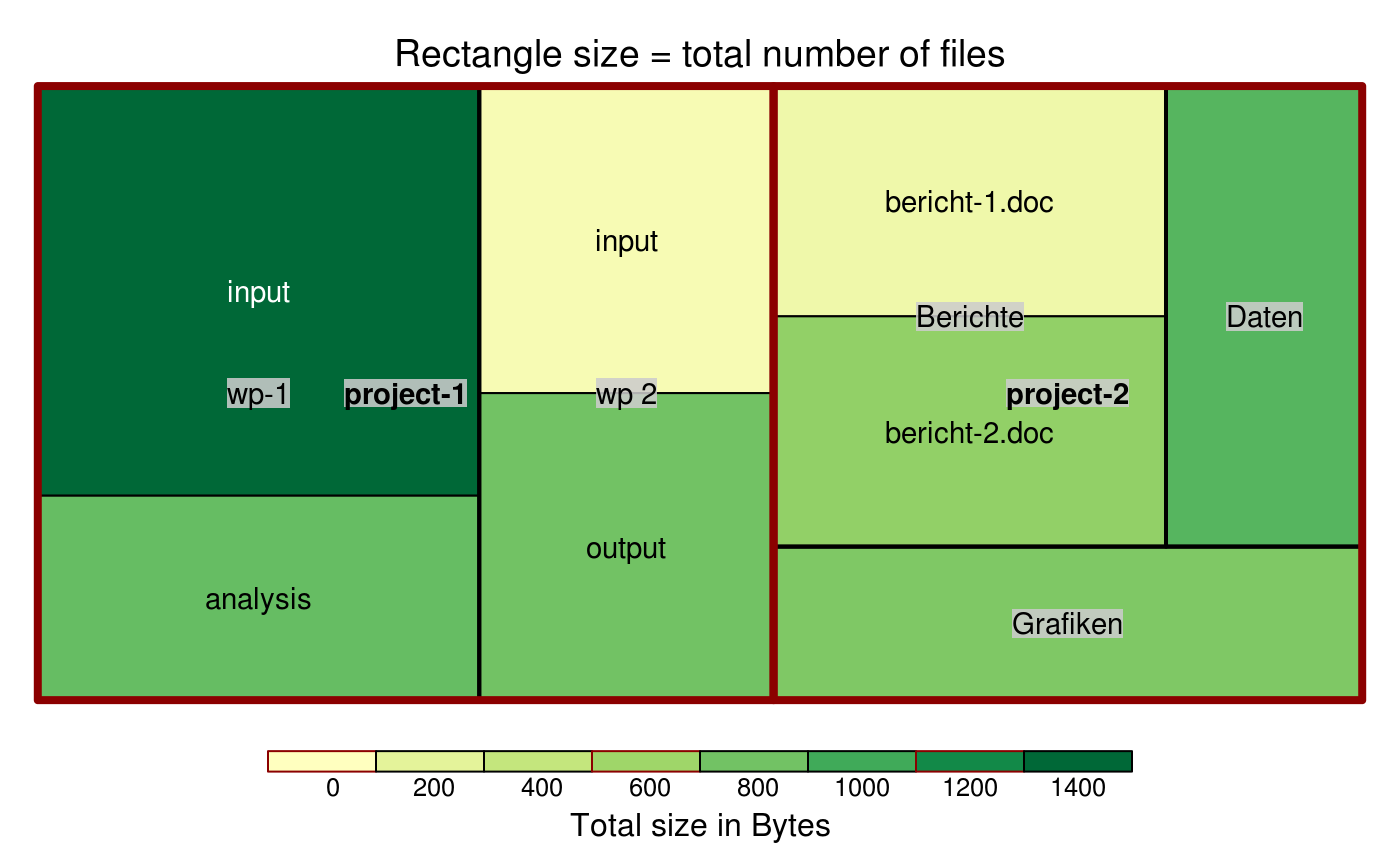 Rectangle size = total number of files
input
wp-1
project-1
analysis
input
wp 2
output
bericht-1.doc
Berichte
project-2
bericht-2.doc
Daten
Grafiken
0 200 400 600 800 1000 1200 1400
Total size in Bytes